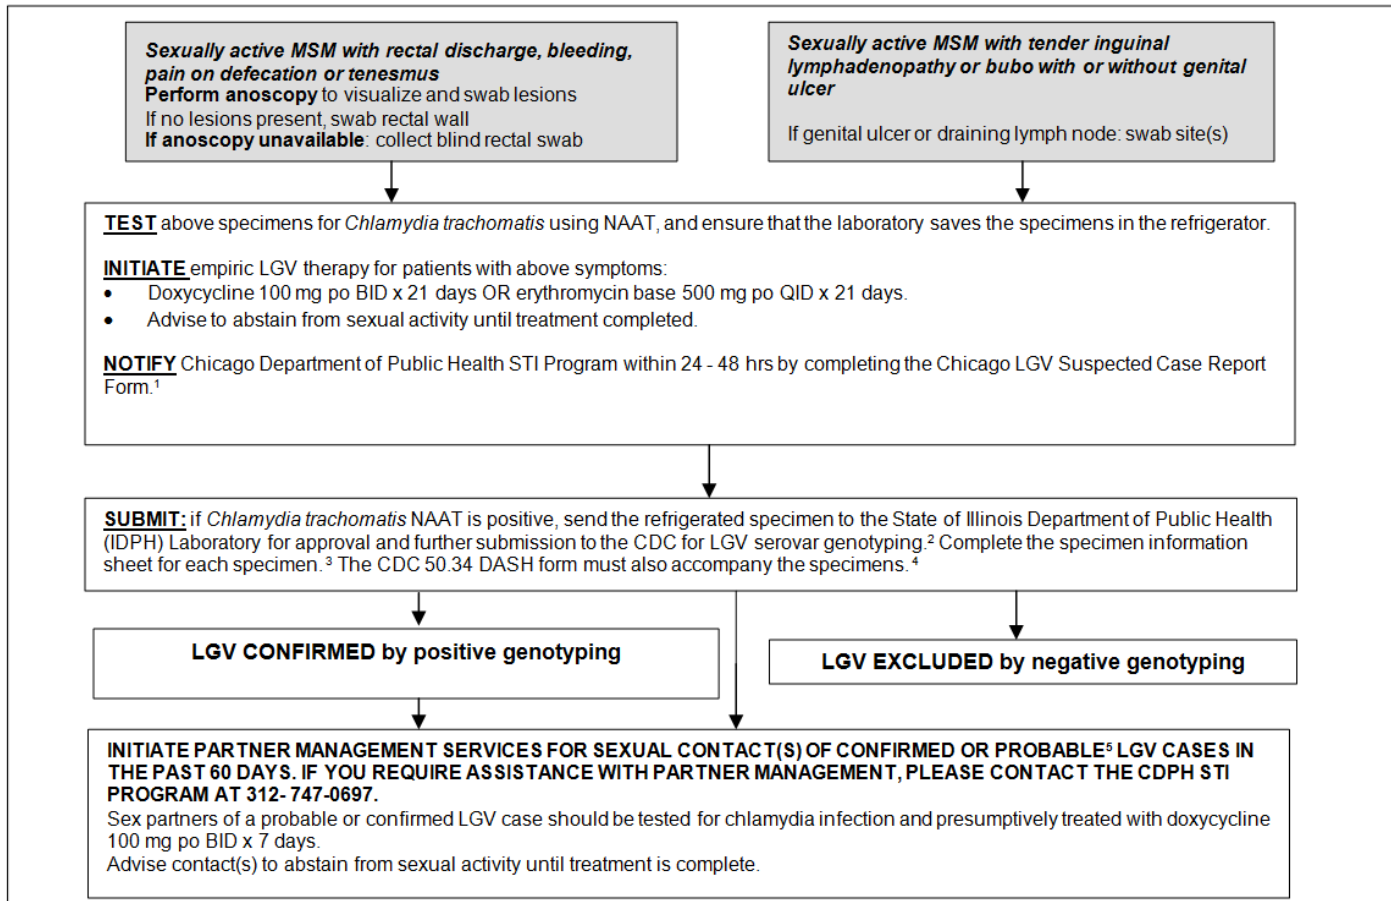 Sexually active MSM with rectal discharge, bleeding,
pain on defecation or tenesmus
Perform anoscopy to visualize and swab lesions
If no lesions present, swab rectal wall
If anoscopy unavailable: collect blind rectal swab
Sexually active MSM with tender inguinal
lymphadenopathy or bubo with or without genital
ulcer
If genital ulcer or draining lymph node: swab site(s)
TEST above specimens for Chlamydia trachomatis using NAAT, and ensure that the laboratory saves the specimens in the refrigerator.
INITIATE empiric LGV therapy for patients with above symptoms:
• Doxycycline 100 mg po BID x 21 days OR erythromycin base 500 mg po QID x 21 days.
• Advise to abstain from sexual activity until treatment completed.
NOTIFY Chicago Department of Public Health STI Program within 24 - 48 hrs by completing the Chicago LGV Suspected Case Report
Form.¹
SUBMIT: if Chlamydia trachomatis NAAT is positive, send the refrigerated specimen to the State of Illinois Department of Public Health
(IDPH) Laboratory for approval and further submission to the CDC for LGV serovar genotyping.² Complete the specimen information
sheet for each specimen.³ The CDC 50.34 DASH form must also accompany the specimens.⁴
LGV CONFIRMED by positive genotyping
LGV EXCLUDED by negative genotyping
INITIATE PARTNER MANAGEMENT SERVICES FOR SEXUAL CONTACT(S) OF CONFIRMED OR PROBABLE⁵ LGV CASES IN
THE PAST 60 DAYS. IF YOU REQUIRE ASSISTANCE WITH PARTNER MANAGEMENT, PLEASE CONTACT THE CDPH STI
PROGRAM AT 312- 747-0697.
Sex partners of a probable or confirmed LGV case should be tested for chlamydia infection and presumptively treated with doxycycline
100 mg po BID x 7 days.
Advise contact(s) to abstain from sexual activity until treatment is complete.